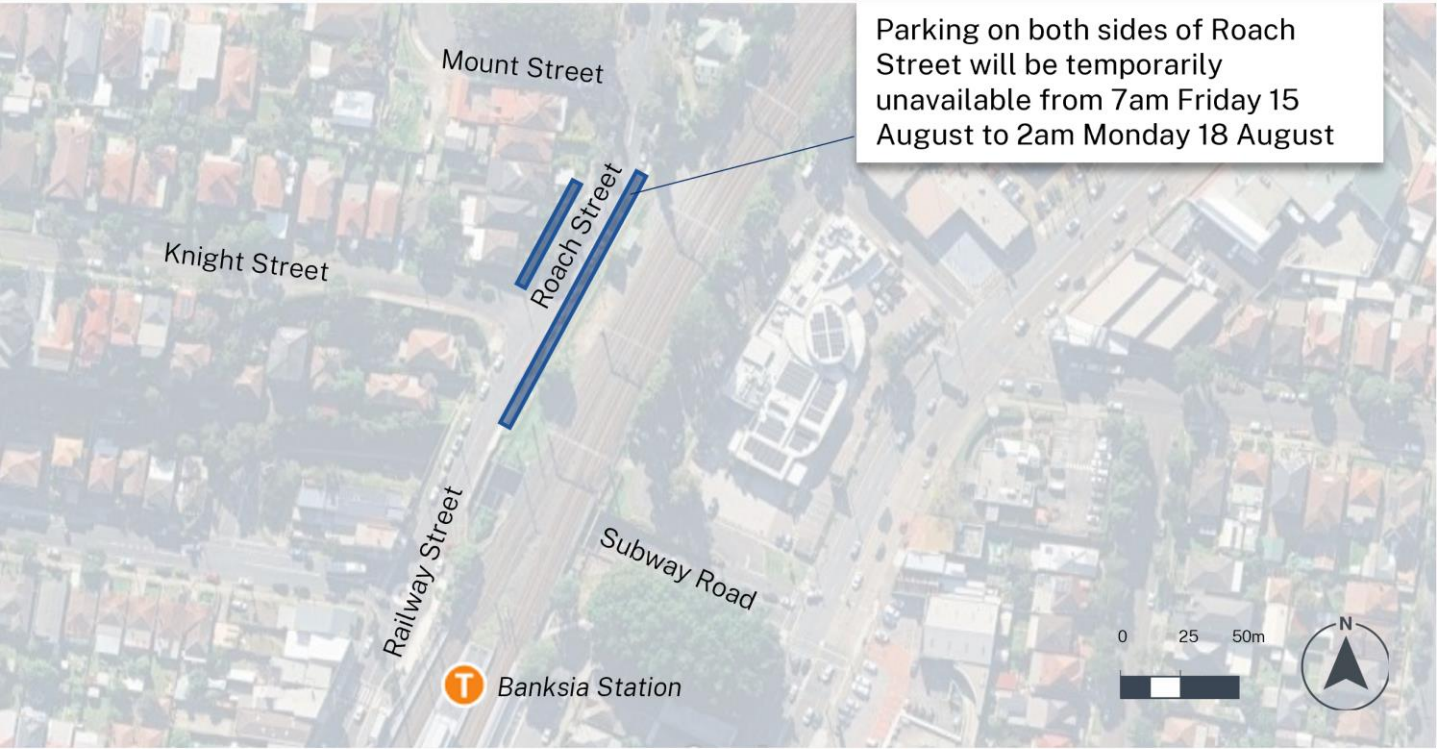 Parking on both sides of Roach
Street will be temporarily
unavailable from 7am Friday 15
August to 2am Monday 18 August
Mount Street
Roach Street
Knight Street
Railway Street
Subway Road
T
Banksia Station
0 25 50m
N